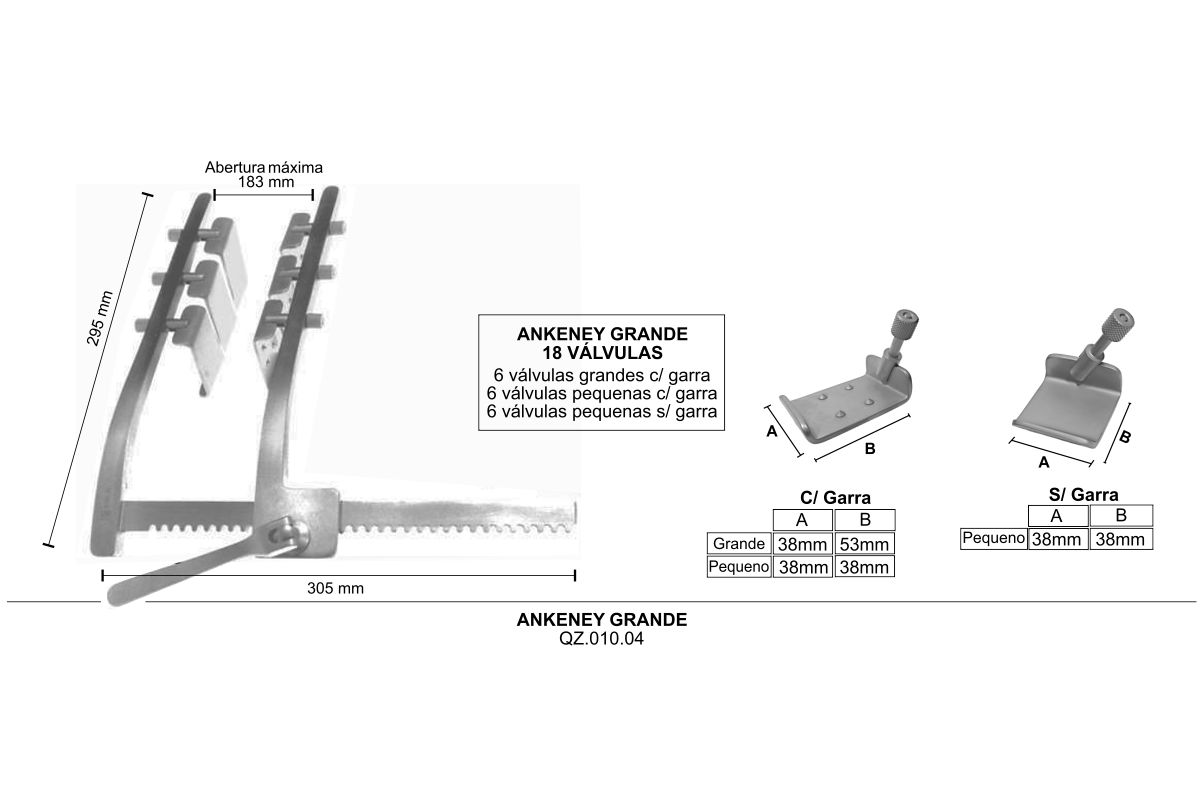 Abertura máxima
183 mm
295 mm
305 mm
ANKENEY GRANDE
18 VÁLVULAS
6 válvulas grandes c/ garra
6 válvulas pequenas c/ garra
6 válvulas pequenas s/ garra
A
B
A
B
C/ Garra
A B
Grande 38mm 53mm
Pequeno 38mm 38mm
S/ Garra
A B
Pequeno 38mm 38mm
ANKENEY GRANDE
QZ.010.04